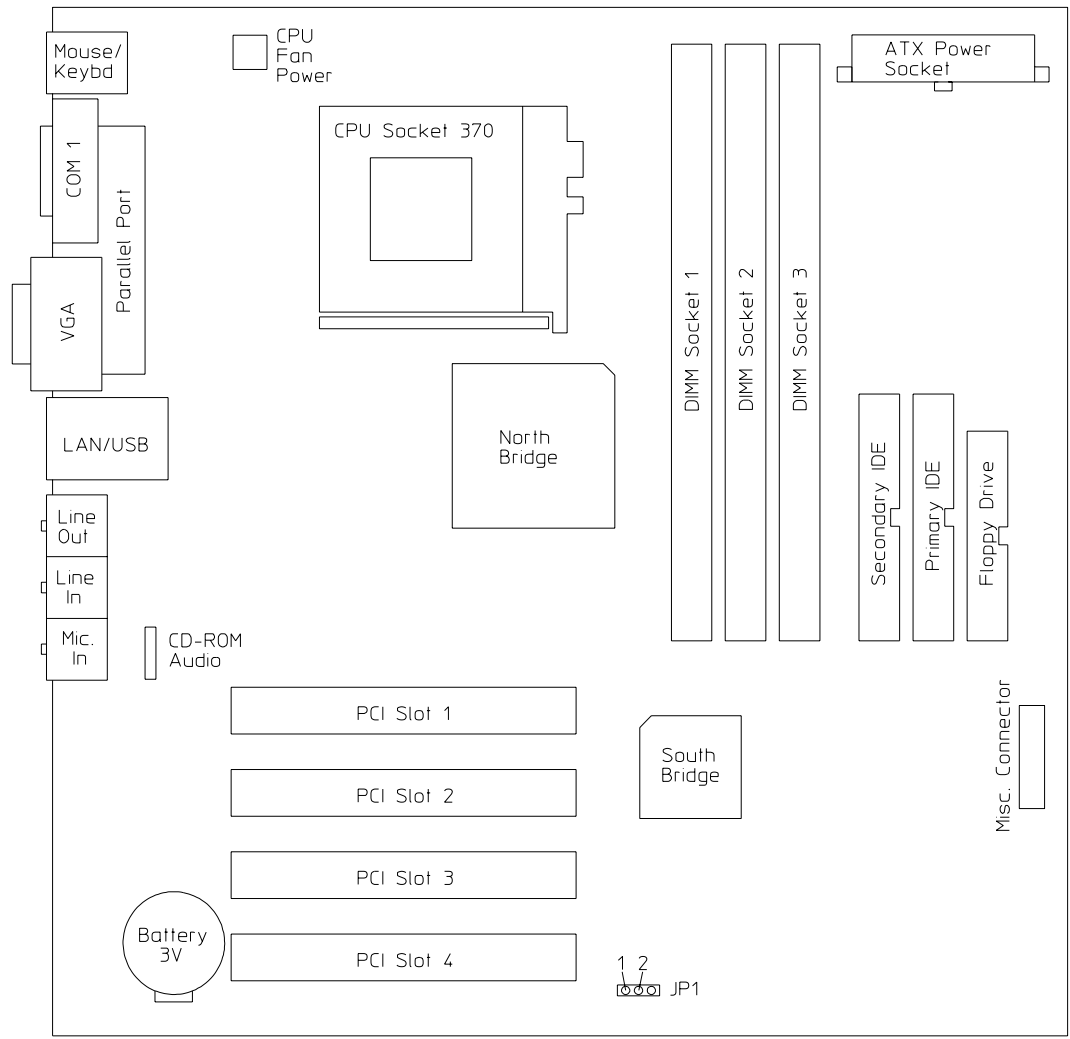 Mouse/
Keybd
CPU
Fan
Power
ATX Power
Socket
CPU Socket 370
COM 1
Parallel Port
VGA
DIMM Socket 1
DIMM Socket 2
DIMM Socket 3
LAN/USB
North
Bridge
Secondary IDE
Primary IDE
Floppy Drive
Line
Out
Line
In
Mic.
In
CD-ROM
Audio
PCI Slot 1
South
Bridge
Misc. Connector
PCI Slot 2
PCI Slot 3
Battery
3V
PCI Slot 4
1 2
JP1